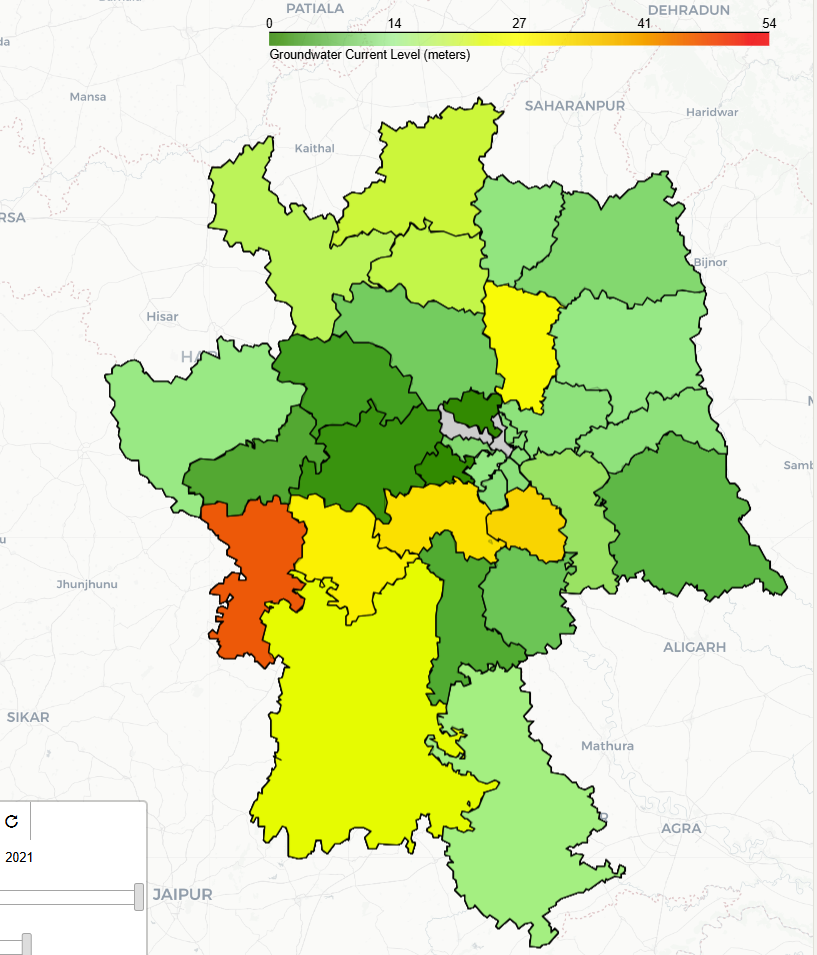 PATIALA
DEHRADUN
0 14 27 41 54
Groundwater Current Level (meters)
Mansa
SAHARANPUR
Haridwar
Kaithal
RSA
Bijnor
Hisar
HA
Samb
Jhunjhunu
ALIGARH
SIKAR
Mathura
2021
AGRA
JAIPUR